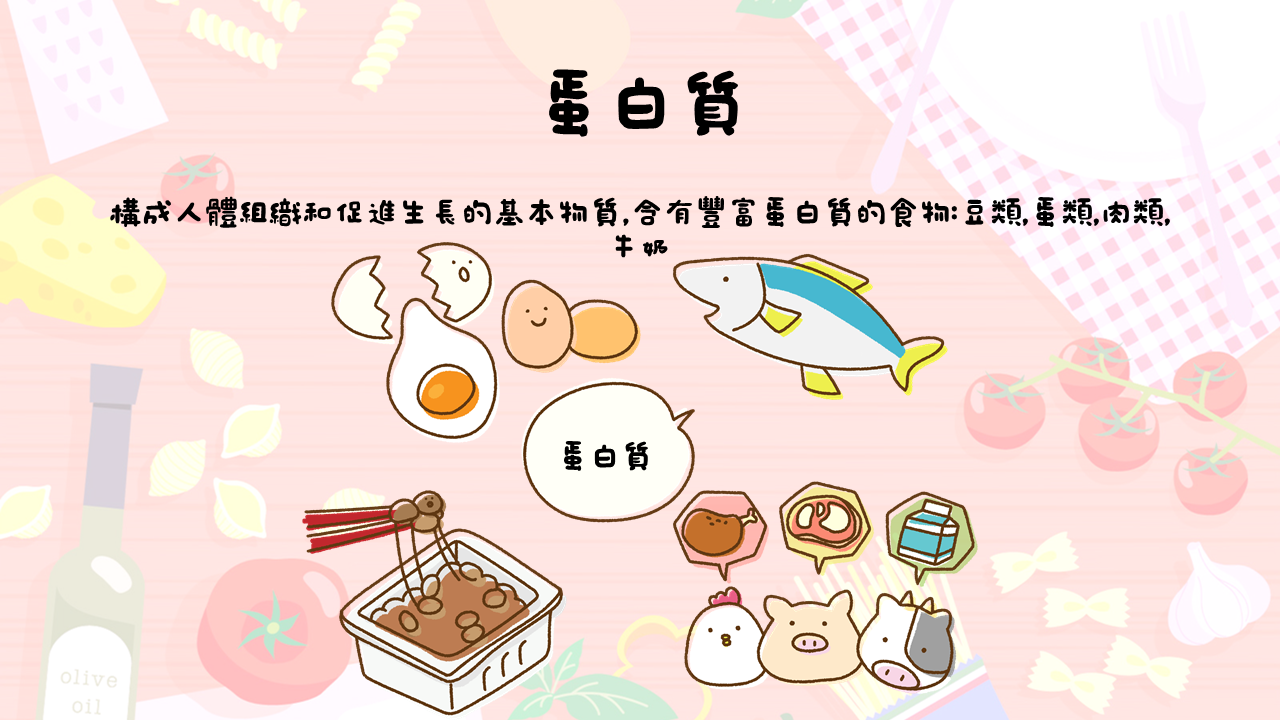 蛋白質
構成人體組織和促進生長的基本物質,含有豐富蛋白質的食物:豆類,蛋類,肉類,
牛奶
蛋白質
olive
oil